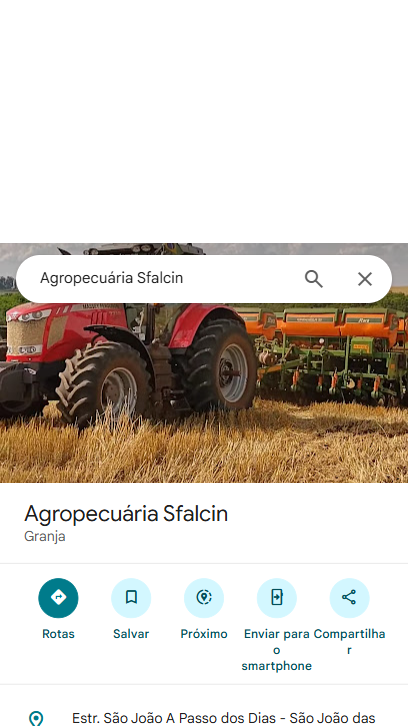 Agropecuária Sfalcin
Agropecuária Sfalcin
Granja
Rotas
Salvar
Próximo
Enviar para
o
smartphone
Compartilha
r
Estr. São João A Passo dos Dias - São João das